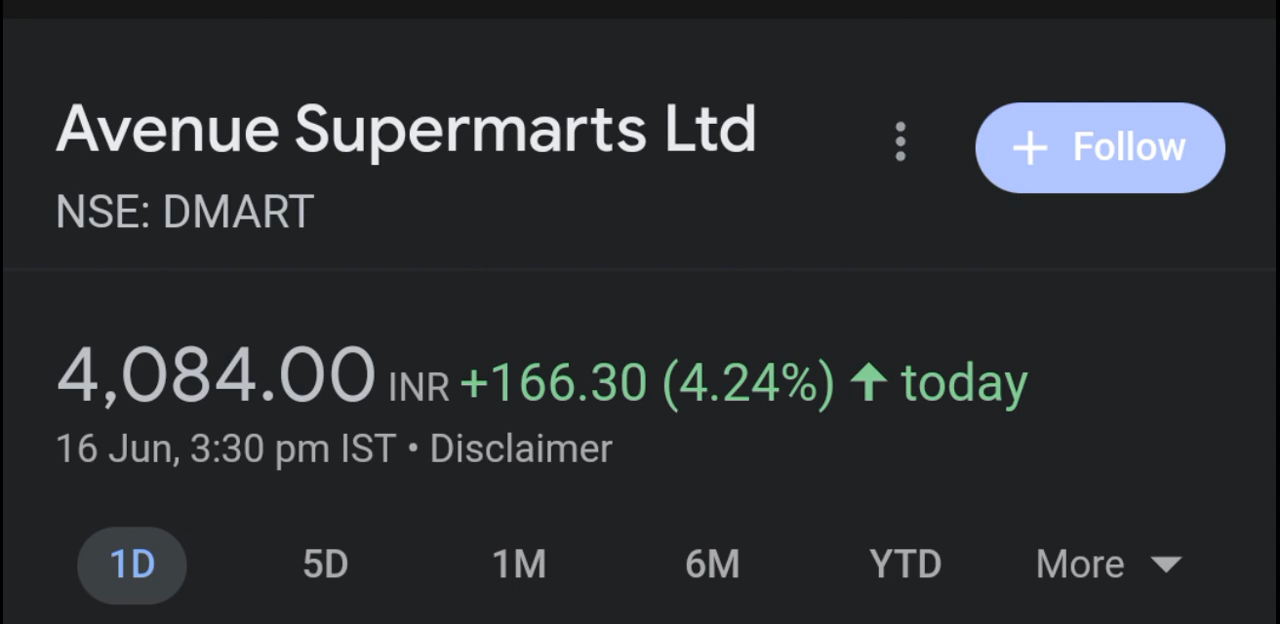 Avenue Supermarts Ltd
+ Follow
NSE: DMART
4,084.00 INR +166.30 (4.24%) ↑ today
16 Jun, 3:30 pm IST • Disclaimer
1D 5D 1M 6M YTD More